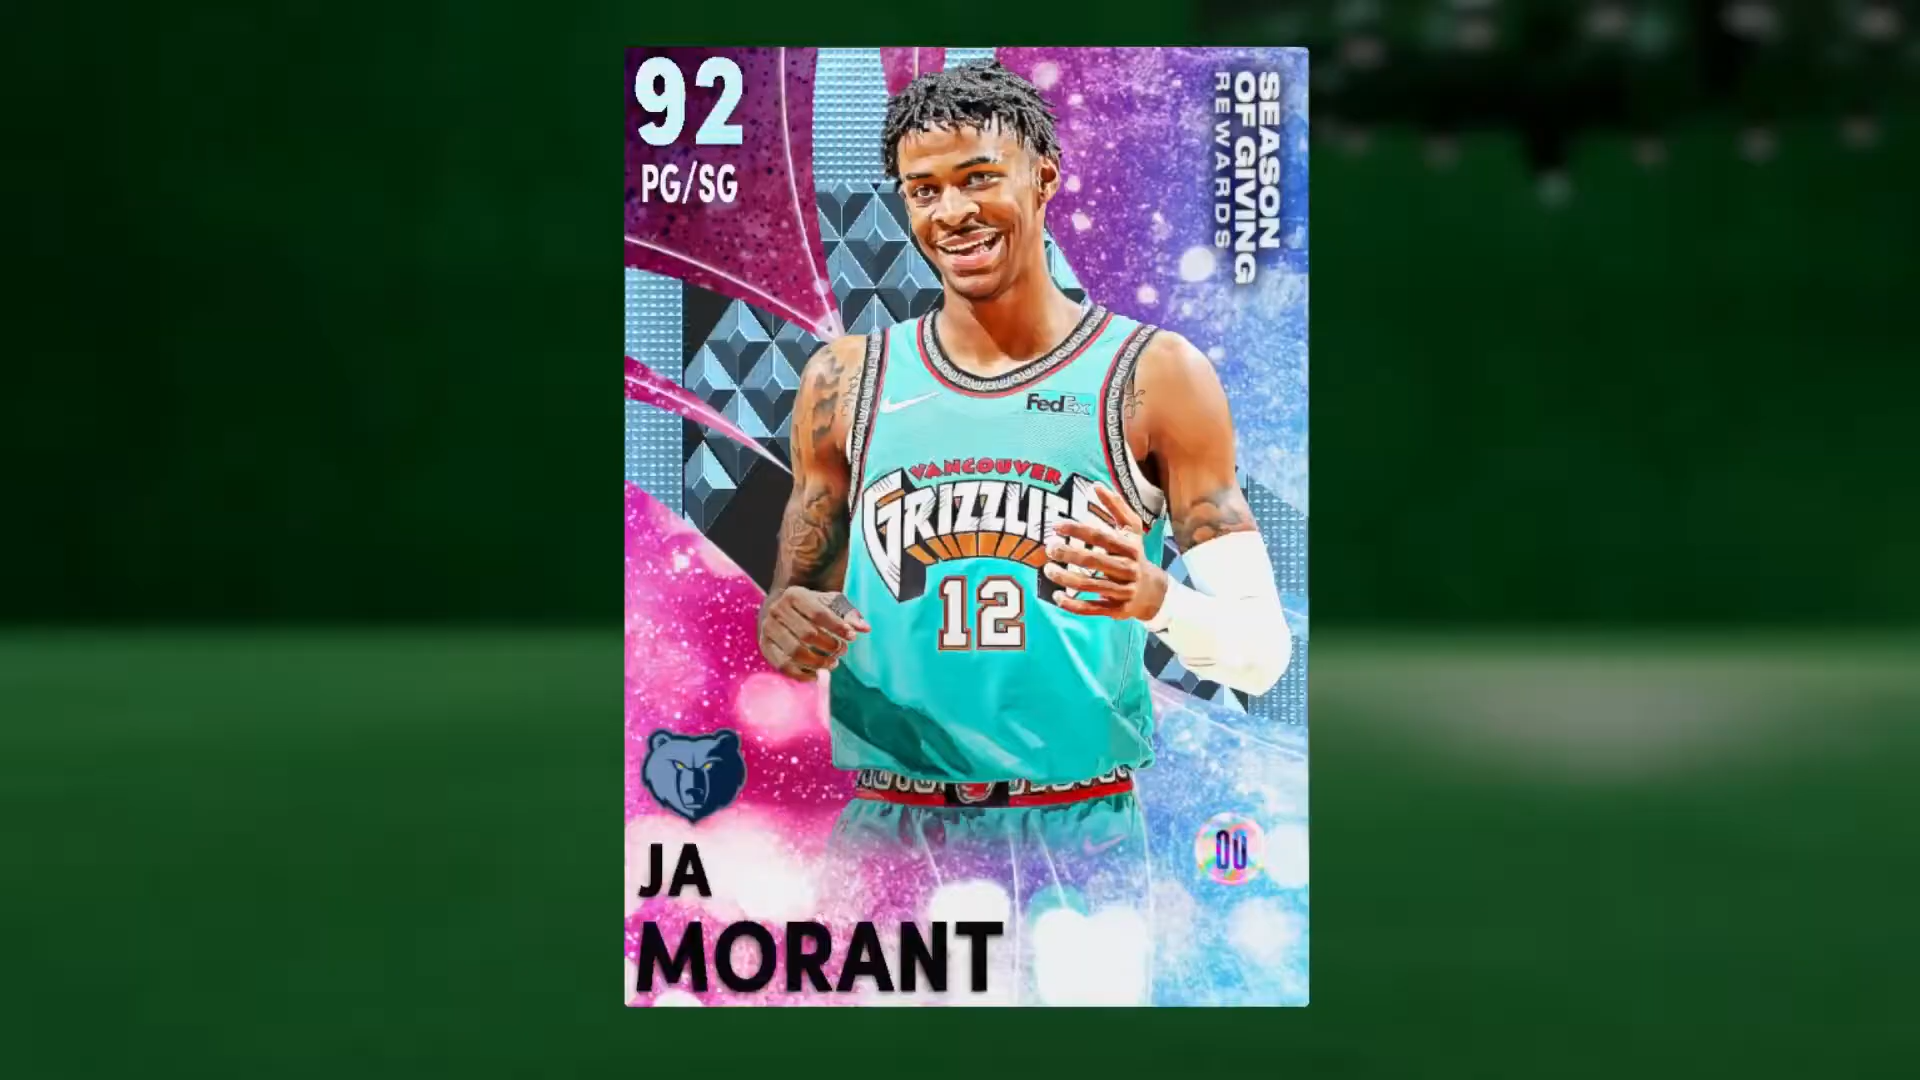 92
PG/SG
SEASON
OF GIVING
REWARDS
FedEx
VANCOUVER
GRIZZLIES
12
00
JA
MORANT